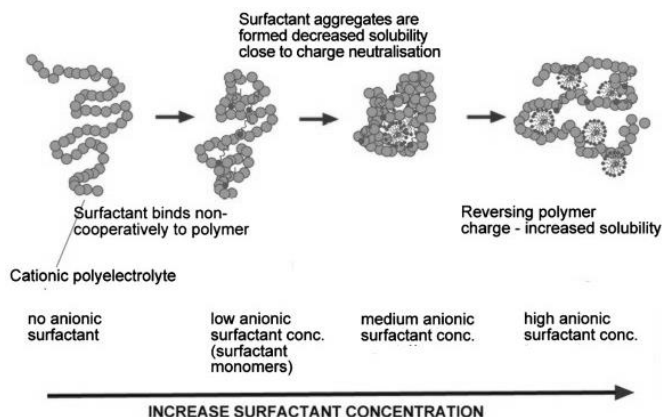 Surfactant aggregates are
formed decreased solubility
close to charge neutralisation
Surfactant binds non-
cooperatively to polymer
Reversing polymer
charge - increased solubility
Cationic polyelectrolyte
no anionic
surfactant
low anionic
surfactant conc.
(surfactant
monomers)
medium anionic
surfactant conc.
high anionic
surfactant conc.
INCREASE SURFACTANT CONCENTRATION